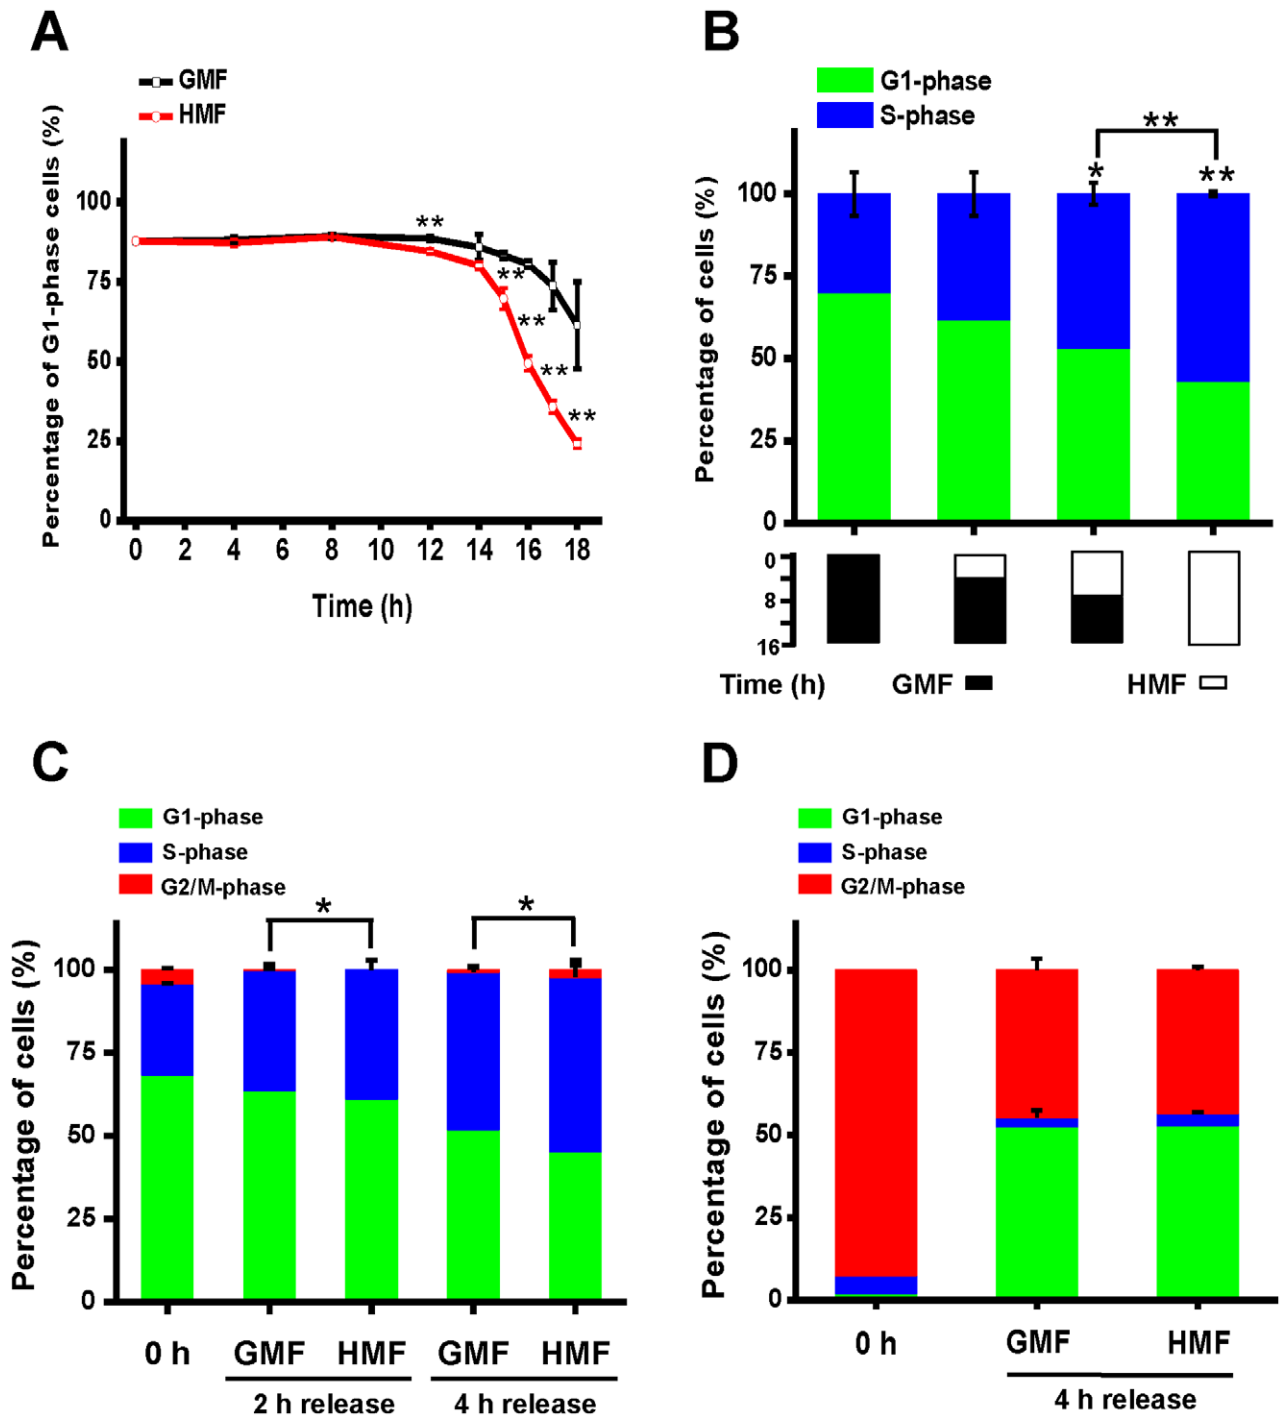 A
GMF
HMF
Percentage of G1-phase cells (%)
100
75
50
25
0
**
**
**
**
**
0 2 4 6 8 10 12 14 16 18
Time (h)
B
G1-phase
S-phase
Percentage of cells (%)
100
75
50
25
0
**
* **
0
8
16
Time (h) GMF HMF
C
G1-phase
S-phase
G2/M-phase
Percentage of cells (%)
100
75
50
25
0
* *
0 h GMF HMF GMF HMF
2 h release 4 h release
D
G1-phase
S-phase
G2/M-phase
Percentage of cells (%)
100
75
50
25
0
0 h GMF HMF
4 h release